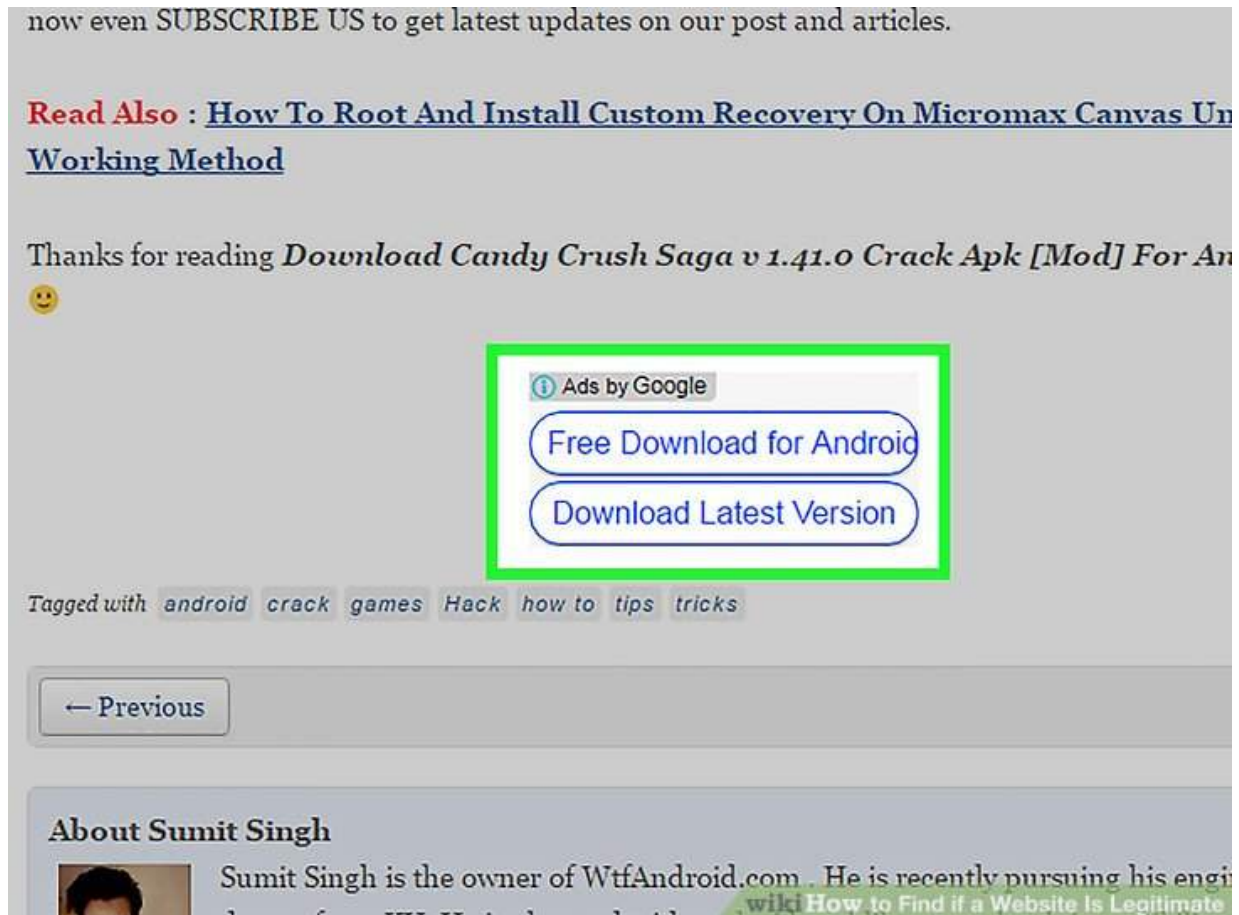 now even SUBSCRIBE US to get latest updates on our post and articles.
Read Also : How To Root And Install Custom Recovery On Micromax Canvas Un
Working Method
Thanks for reading Download Candy Crush Saga v 1.41.0 Crack Apk [Mod] For An
🙂
Ads by Google
Free Download for Android
Download Latest Version
Tagged with android crack games Hack how to tips tricks
← Previous
About Sumit Singh
Sumit Singh is the owner of WtfAndroid.com . He is recently pursuing his engi
wikiHow to Find if a Website Is Legitimate